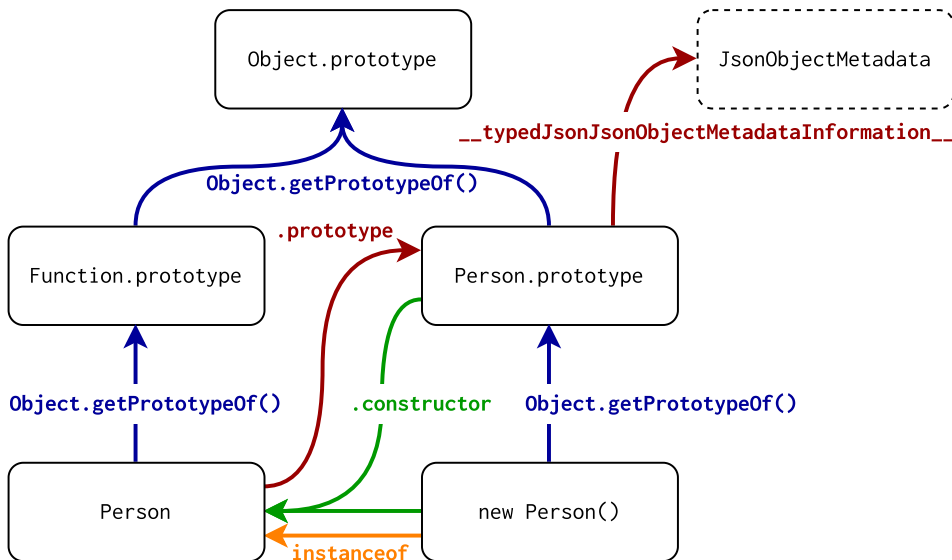 Object.prototype
JsonObjectMetadata
__typedJsonJsonObjectMetadataInformation__
Object.getPrototypeOf()
.prototype
Function.prototype
Person.prototype
Object.getPrototypeOf()
.constructor
Object.getPrototypeOf()
Person
new Person()
instanceof